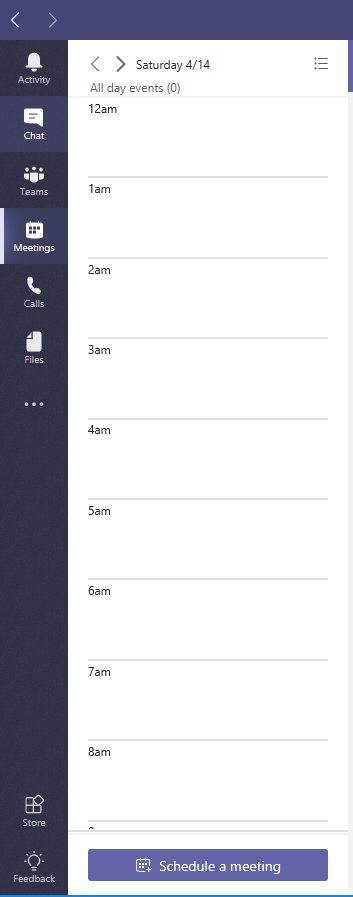 Activity
Chat
Teams
Meetings
Calls
Files
Store
Feedback
Saturday 4/14
All day events (0)
12am
1am
2am
3am
4am
5am
6am
7am
8am
Schedule a meeting